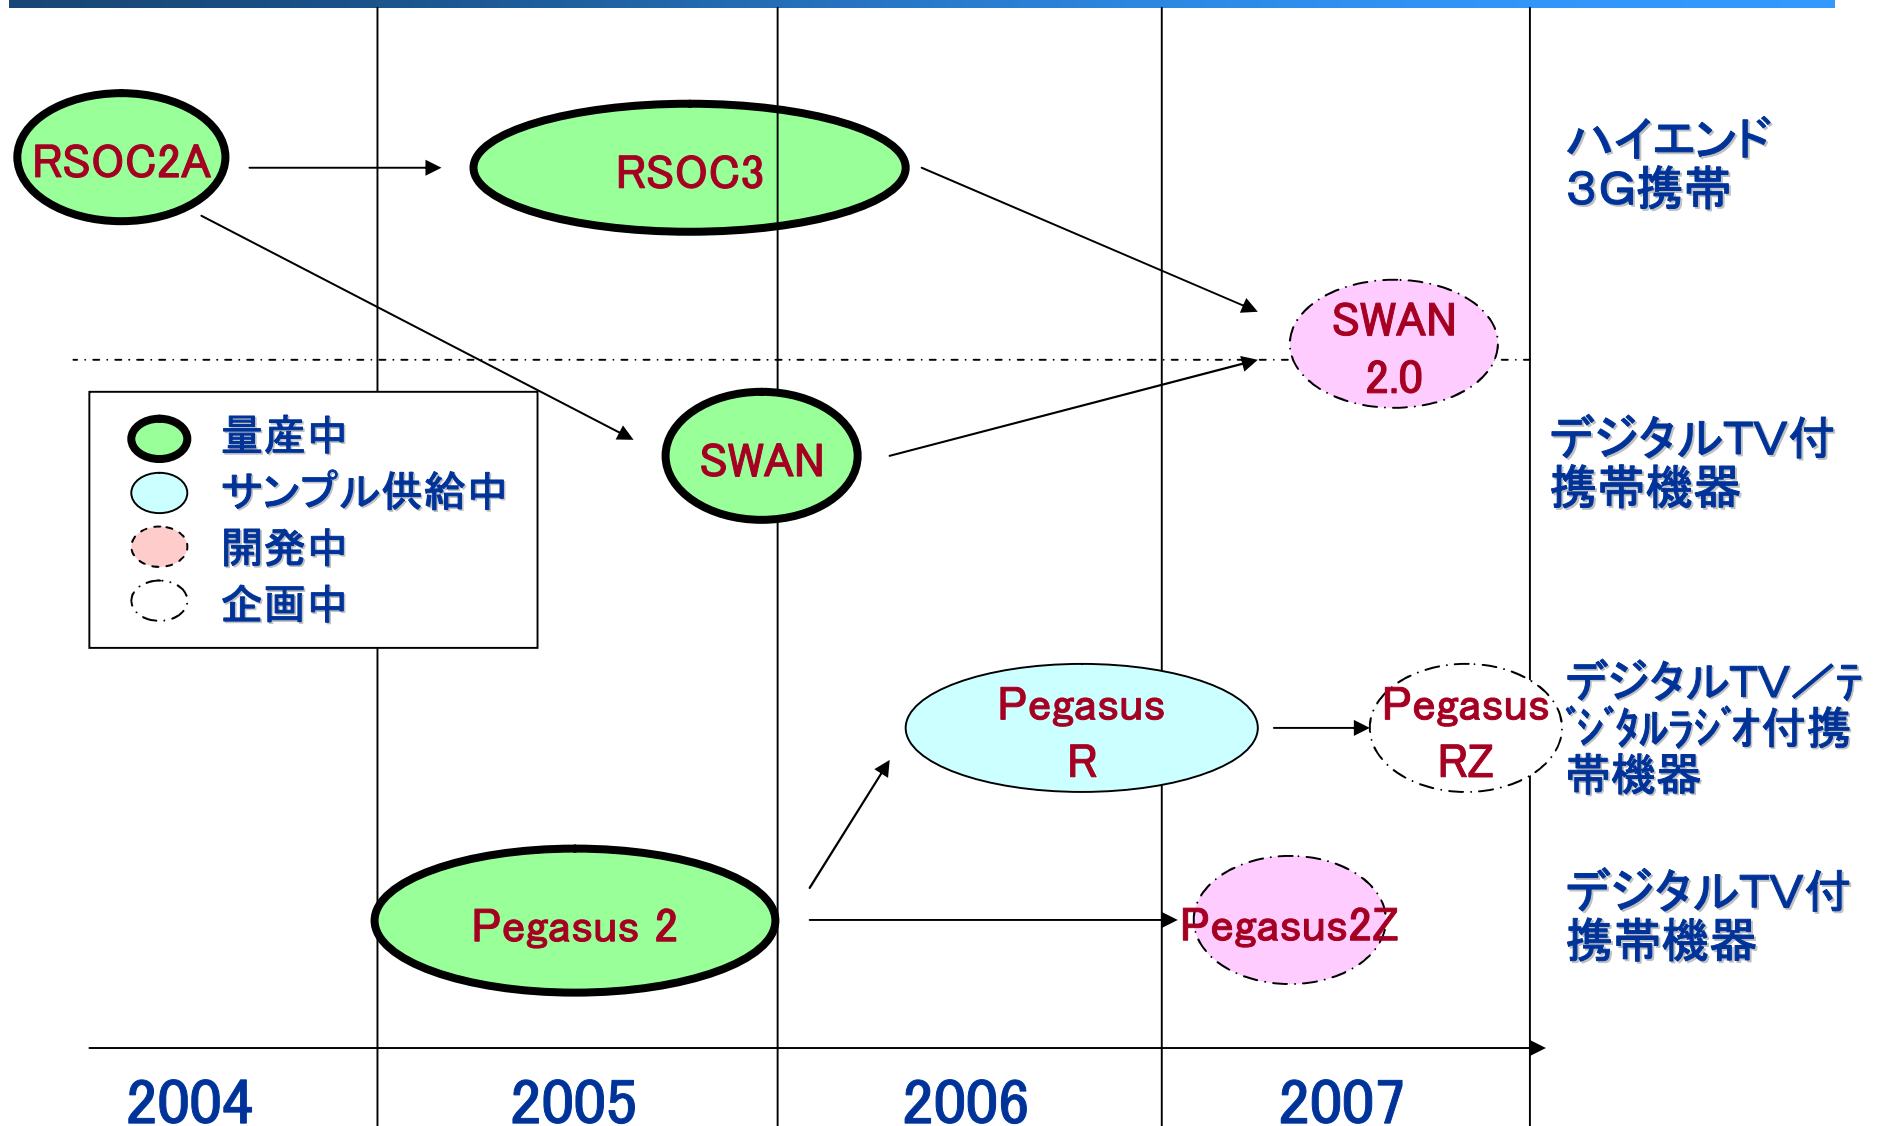 RSOC2A
RSOC3
ハイエンド
３G携帯
SWAN
2.0
SWAN
デジタルTV付
携帯機器
量産中
サンプル供給中
開発中
企画中
Pegasus
R
Pegasus
RZ
デジタルTV／ﾃ
ﾞｼﾞﾀﾙﾗｼﾞｵ付携
帯機器
Pegasus 2
Pegasus2Z
デジタルTV付
携帯機器
2004
2005
2006
2007